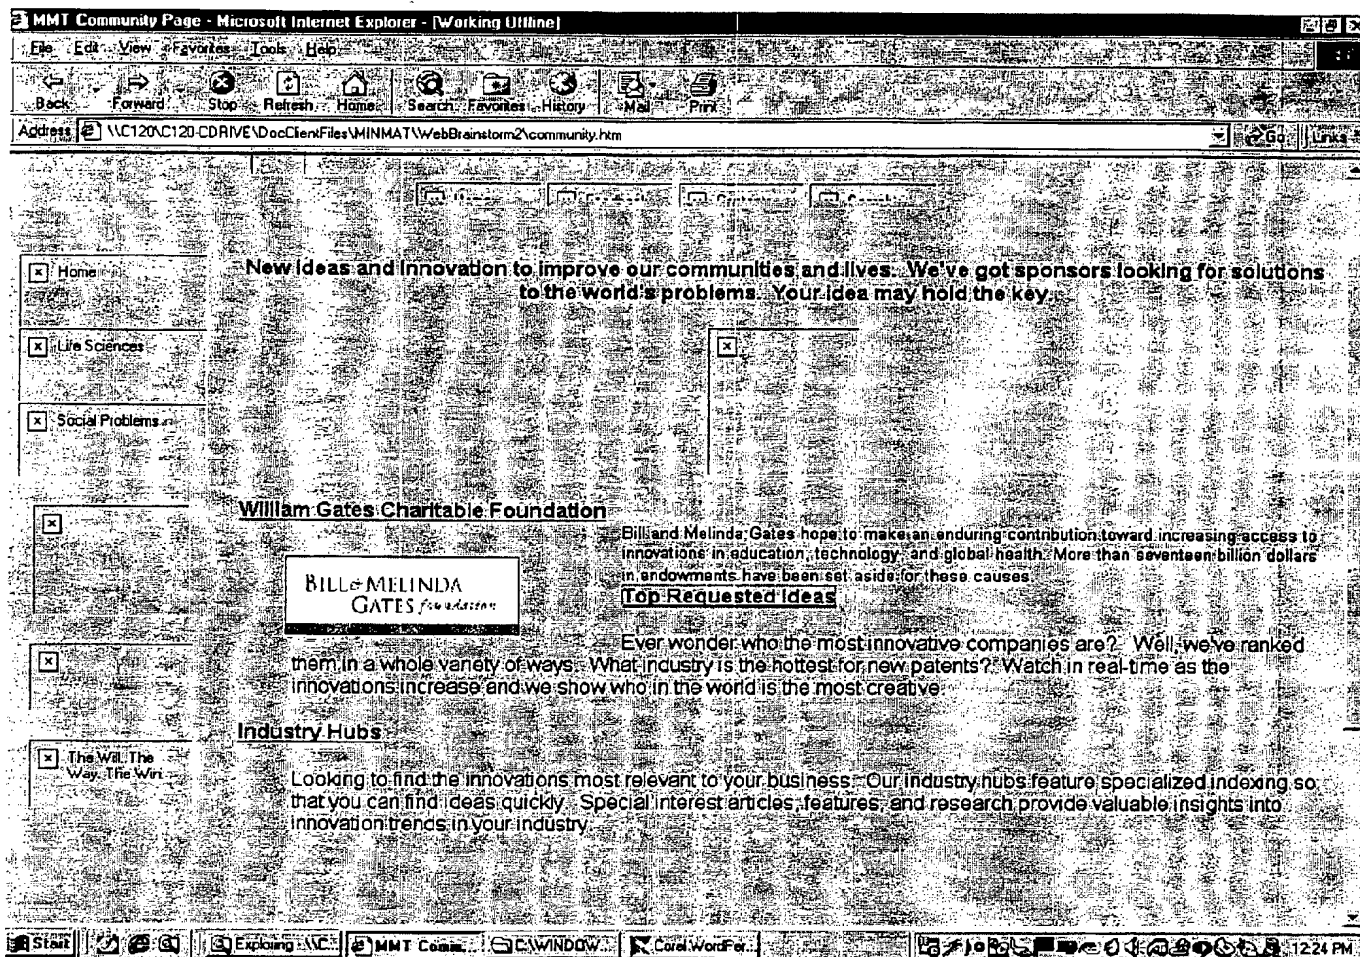 MMT Community Page - Microsoft Internet Explorer - [Working Offline]
File Edit View Favorites Tools Help
Back Forward Stop Refresh Home Search Favorites History Mail Print
Address \\C120\C120-CDRIVE\DocClientFiles\MINMAT\WebBrainstorm2\community.htm Go Links
Home
New Ideas and Innovation to improve our communities and lives. We've got sponsors looking for solutions
to the world's problems. Your idea may hold the key.
Life Sciences
Social Problems
William Gates Charitable Foundation
Bill and Melinda Gates hope to make an enduring contribution toward increasing access to
innovations in education, technology, and global health. More than seventeen billion dollars
in endowments have been set aside for these causes.
BILL & MELINDA
GATES foundation
Top Requested Ideas
Ever wonder who the most innovative companies are? Well, we've ranked
them in a whole variety of ways. What industry is the hottest for new patents? Watch in real-time as the
innovations increase and we show who in the world is the most creative.
Industry Hubs
The Will. The
Way. The Win.
Looking to find the innovations most relevant to your business. Our industry hubs feature specialized indexing so
that you can find ideas quickly. Special interest articles, features, and research provide valuable insights into
innovation trends in your industry.
Start Exploring - \\C... MMT Comm... C:\WINDOW... Corel WordPer... 12:24 PM